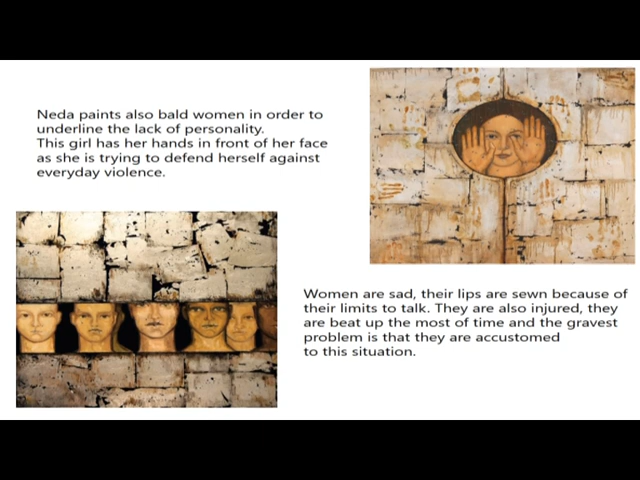 Neda paints also bald women in order to
underline the lack of personality.
This girl has her hands in front of her face
as she is trying to defend herself against
everyday violence.
Women are sad, their lips are sewn because of
their limits to talk. They are also injured, they
are beat up the most of time and the gravest
problem is that they are accustomed
to this situation.